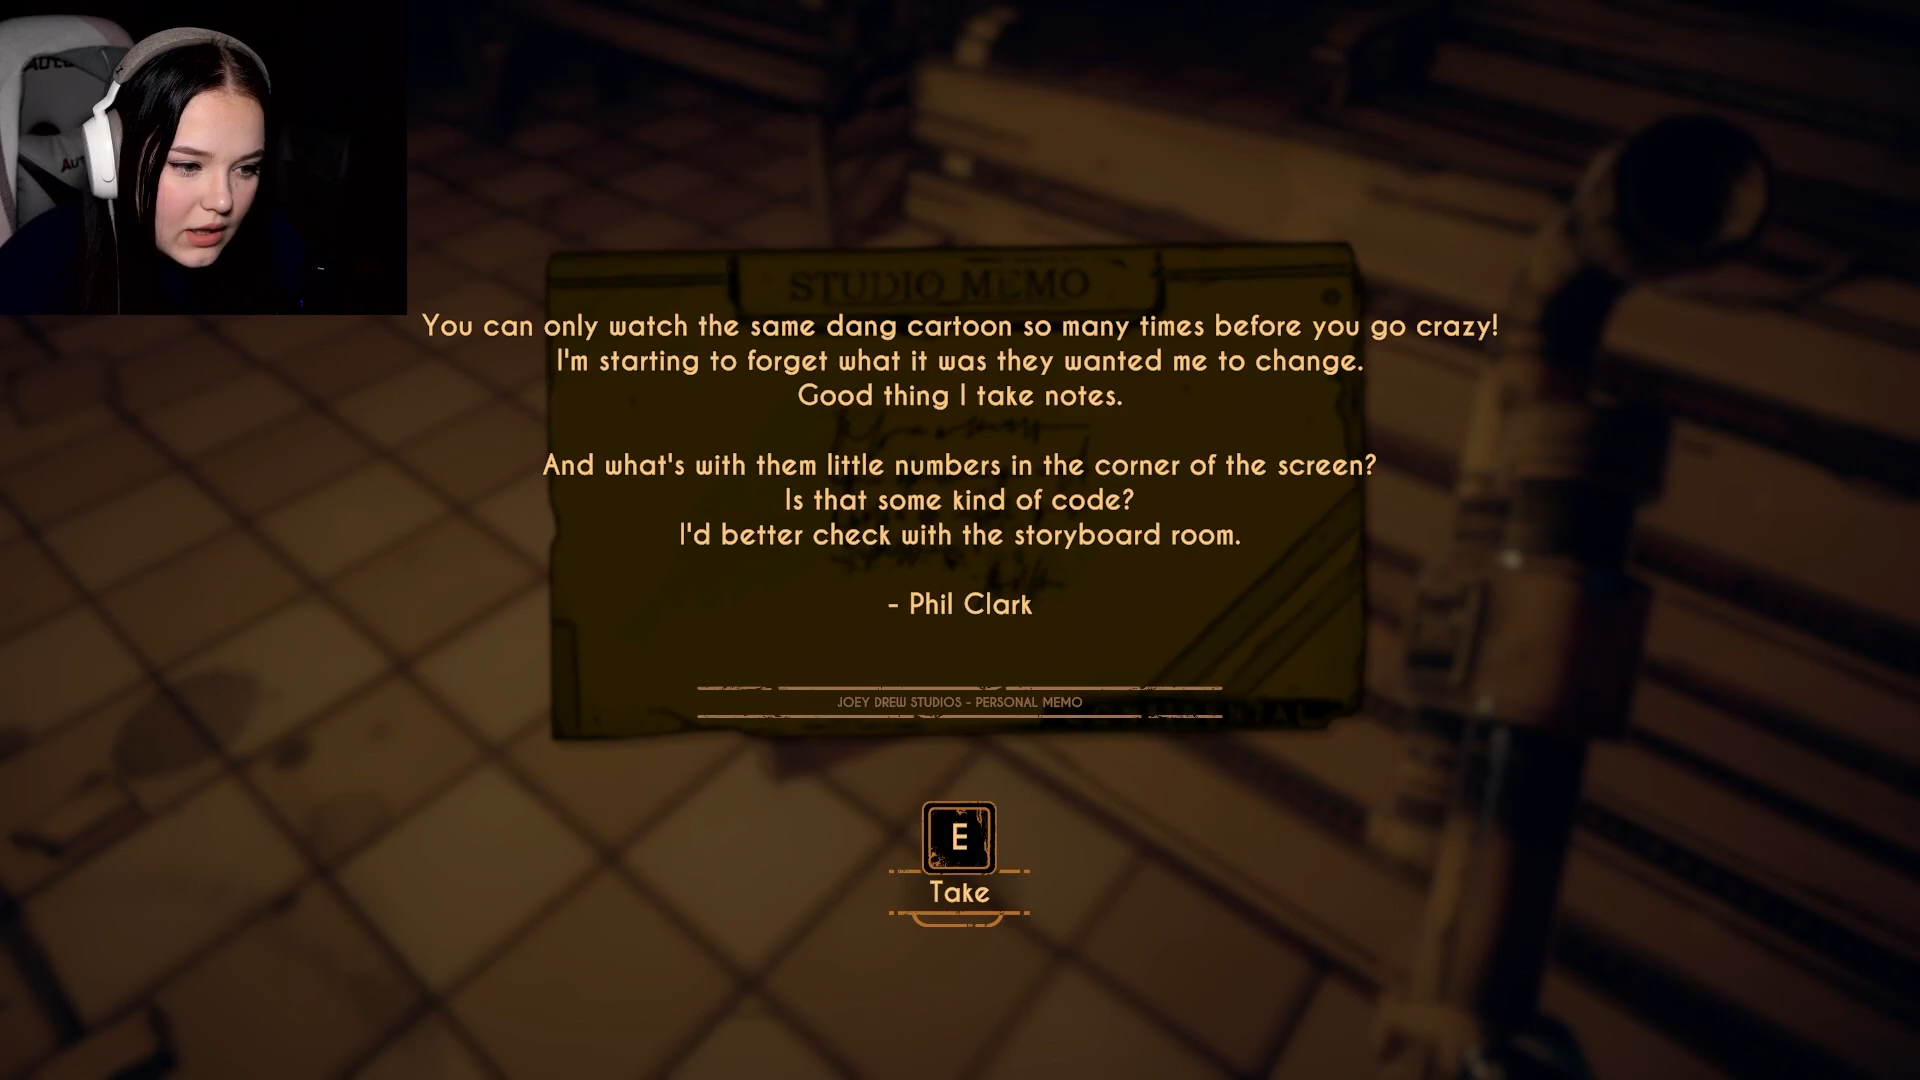 STUDIO MEMO
You can only watch the same dang cartoon so many times before you go crazy!
I'm starting to forget what it was they wanted me to change.
Good thing I take notes.
And what's with them little numbers in the corner of the screen?
Is that some kind of code?
I'd better check with the storyboard room.
- Phil Clark
JOEY DREW STUDIOS - PERSONAL MEMO
E
Take